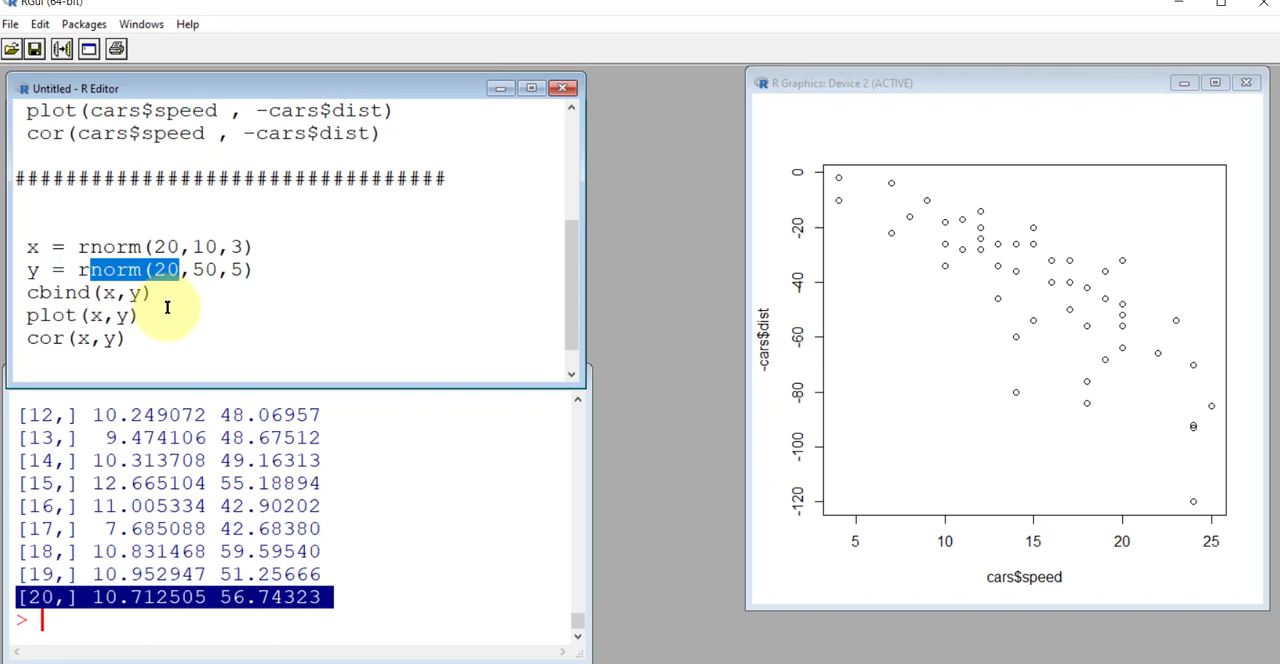 RGui (64-bit)
File Edit Packages Windows Help
Untitled - R Editor
plot(cars$speed , -cars$dist)
cor(cars$speed , -cars$dist)
##################################
x = rnorm(20,10,3)
y = rnorm(20,50,5)
cbind(x,y)
plot(x,y)
cor(x,y)
[12,] 10.249072 48.06957
[13,] 9.474106 48.67512
[14,] 10.313708 49.16313
[15,] 12.665104 55.18894
[16,] 11.005334 42.90202
[17,] 7.685088 42.68380
[18,] 10.831468 59.59540
[19,] 10.952947 51.25666
[20,] 10.712505 56.74323
>
R Graphics: Device 2 (ACTIVE)
0
-20
-40
-60
-80
-100
-120
-cars$dist
5 10 15 20 25
cars$speed